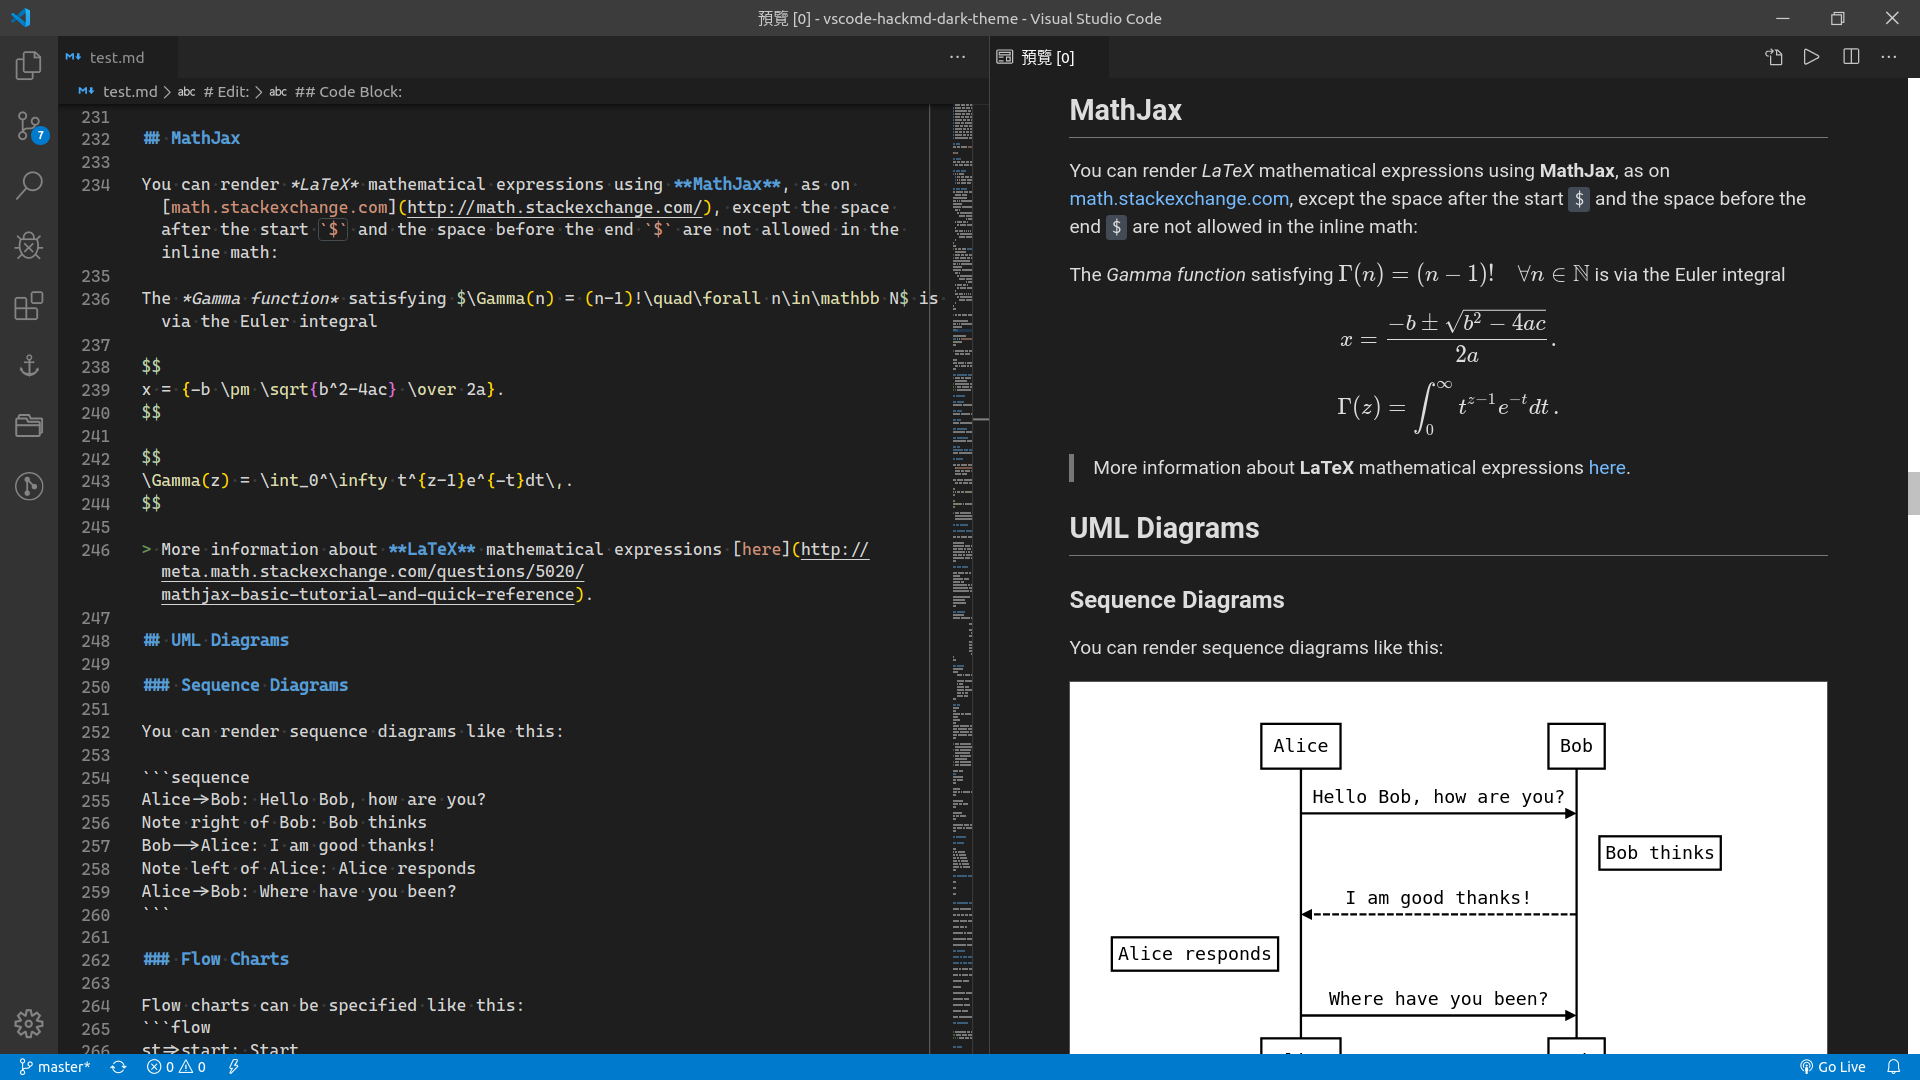 預覽 [0] - vscode-hackmd-dark-theme - Visual Studio Code
test.md
test.md > abc # Edit: > abc ## Code Block:
7
231
232 ## MathJax
233
234 You can render *LaTeX* mathematical expressions using **MathJax**, as on
[math.stackexchange.com](http://math.stackexchange.com/), except the space
after the start `$` and the space before the end `$` are not allowed in the
inline math:
235
236 The *Gamma function* satisfying $\Gamma(n) = (n-1)!\quad\forall n\in\mathbb N$ is
via the Euler integral
237
238 $$
239 x = {-b \pm \sqrt{b^2-4ac} \over 2a}.
240 $$
241
242 $$
243 \Gamma(z) = \int_0^\infty t^{z-1}e^{-t}dt\,.
244 $$
245
246 > More information about **LaTeX** mathematical expressions [here](http://
meta.math.stackexchange.com/questions/5020/
mathjax-basic-tutorial-and-quick-reference).
247
248 ## UML Diagrams
249
250 ### Sequence Diagrams
251
252 You can render sequence diagrams like this:
253
254 ```sequence
255 Alice->Bob: Hello Bob, how are you?
256 Note right of Bob: Bob thinks
257 Bob-->Alice: I am good thanks!
258 Note left of Alice: Alice responds
259 Alice->Bob: Where have you been?
260 ```
261
262 ### Flow Charts
263
264 Flow charts can be specified like this:
265 ```flow
266 st=>start: Start
預覽 [0]
MathJax
You can render LaTeX mathematical expressions using MathJax, as on
math.stackexchange.com, except the space after the start $ and the space before the
end $ are not allowed in the inline math:
The Gamma function satisfying Γ(n) = (n − 1)! ∀n ∈ ℕ is via the Euler integral
x = (−b ± √(b² − 4ac)) / 2a .
Γ(z) = ∫₀^∞ t^{z−1} e^{−t} dt .
More information about LaTeX mathematical expressions here.
UML Diagrams
Sequence Diagrams
You can render sequence diagrams like this:
Alice Bob
Hello Bob, how are you?
Bob thinks
I am good thanks!
Alice responds
Where have you been?
master* 0 0 Go Live